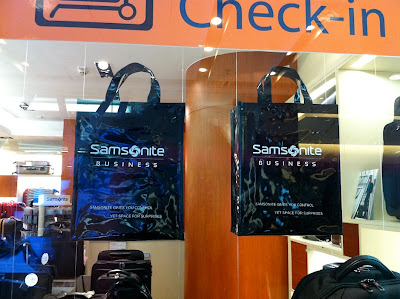 Check-in
Samsonite
BUSINESS
SAMSONITE GIVES YOU CONTROL
YET SPACE FOR SURPRISES
Samsonite
BUSINESS
SAMSONITE GIVES YOU CONTROL
YET SPACE FOR SURPRISES
Samsonite